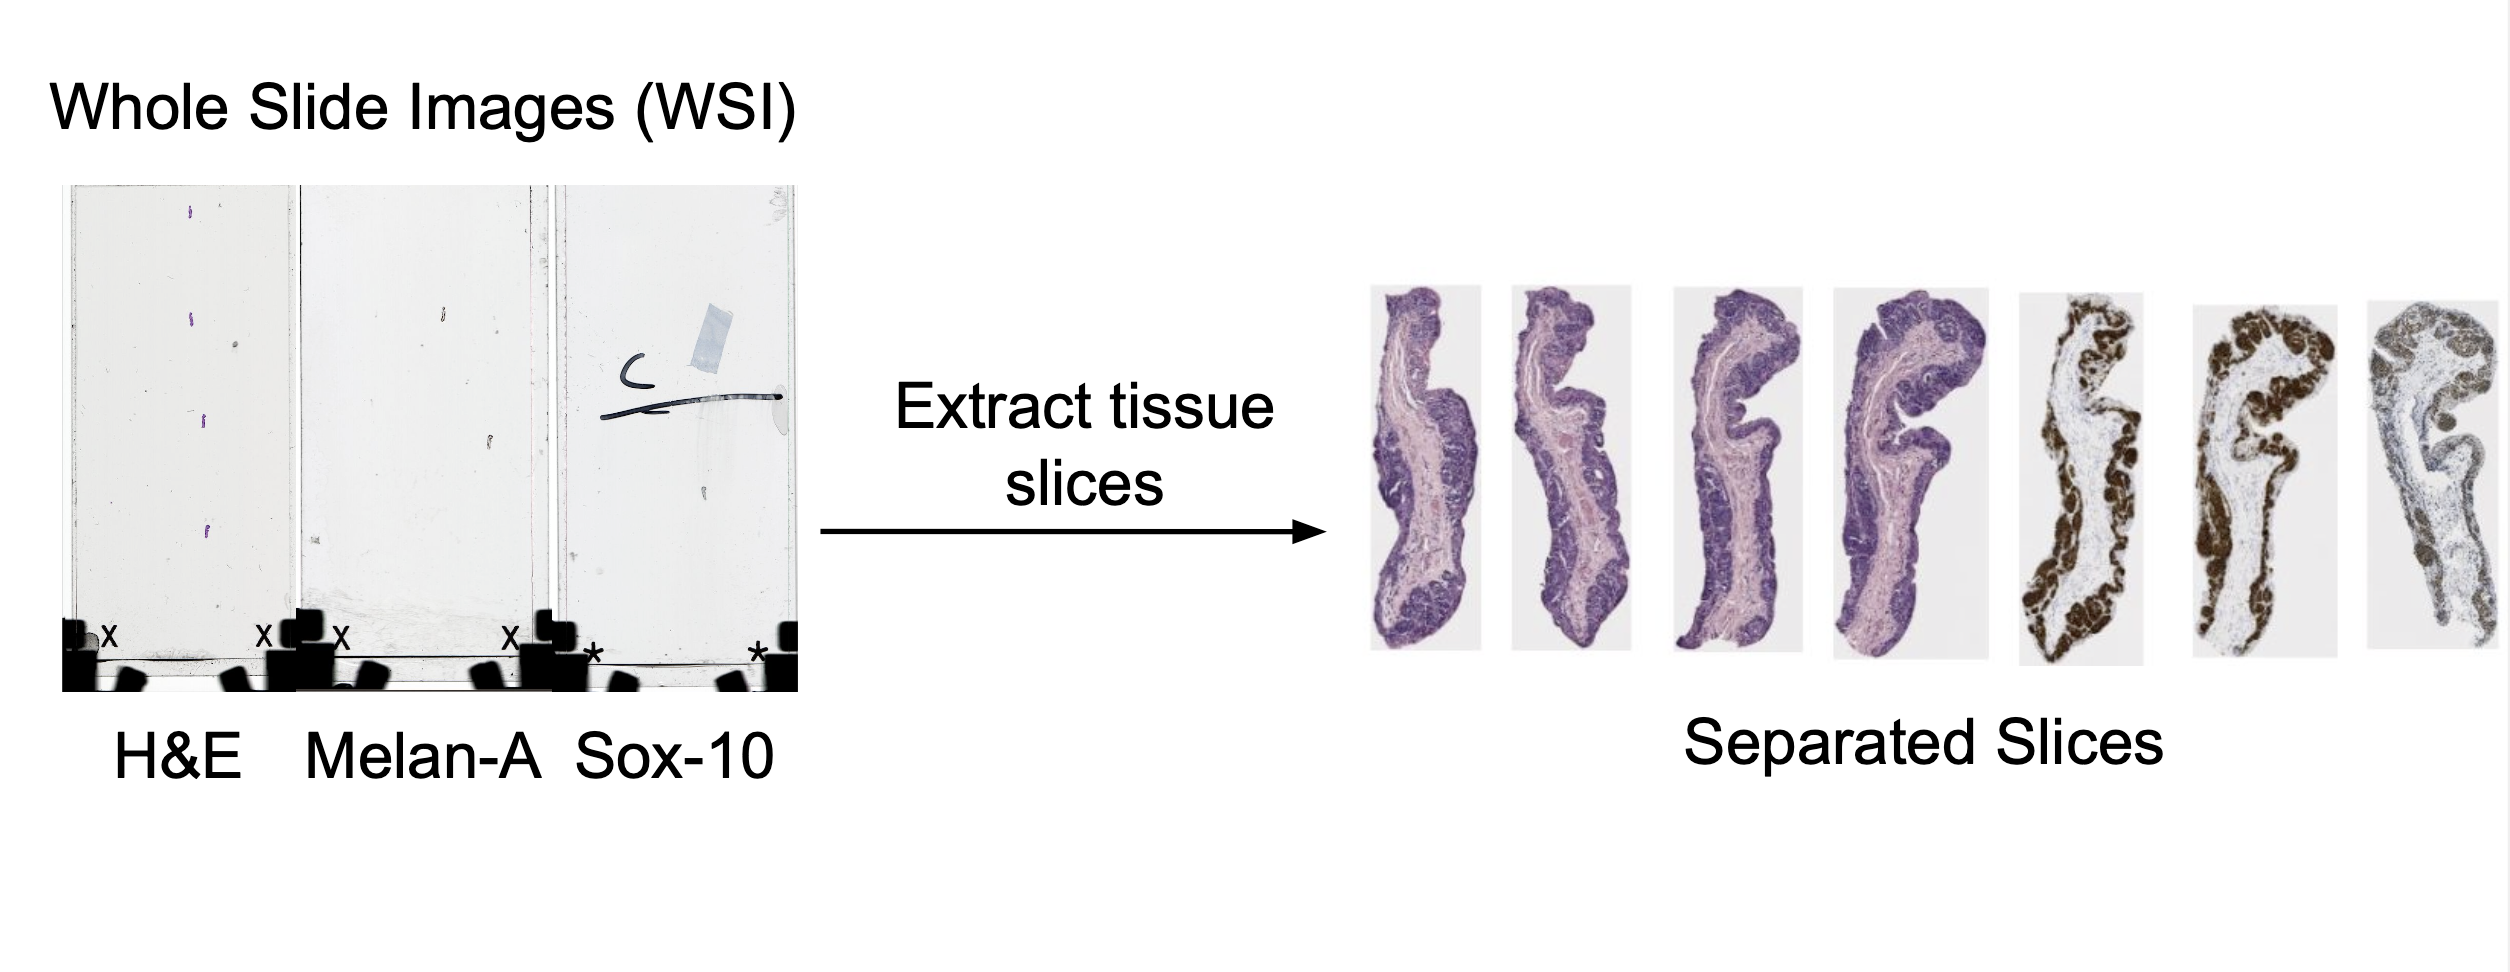 Whole Slide Images (WSI)
C
X X X X * *
H&E Melan-A Sox-10
Extract tissue
slices
Separated Slices